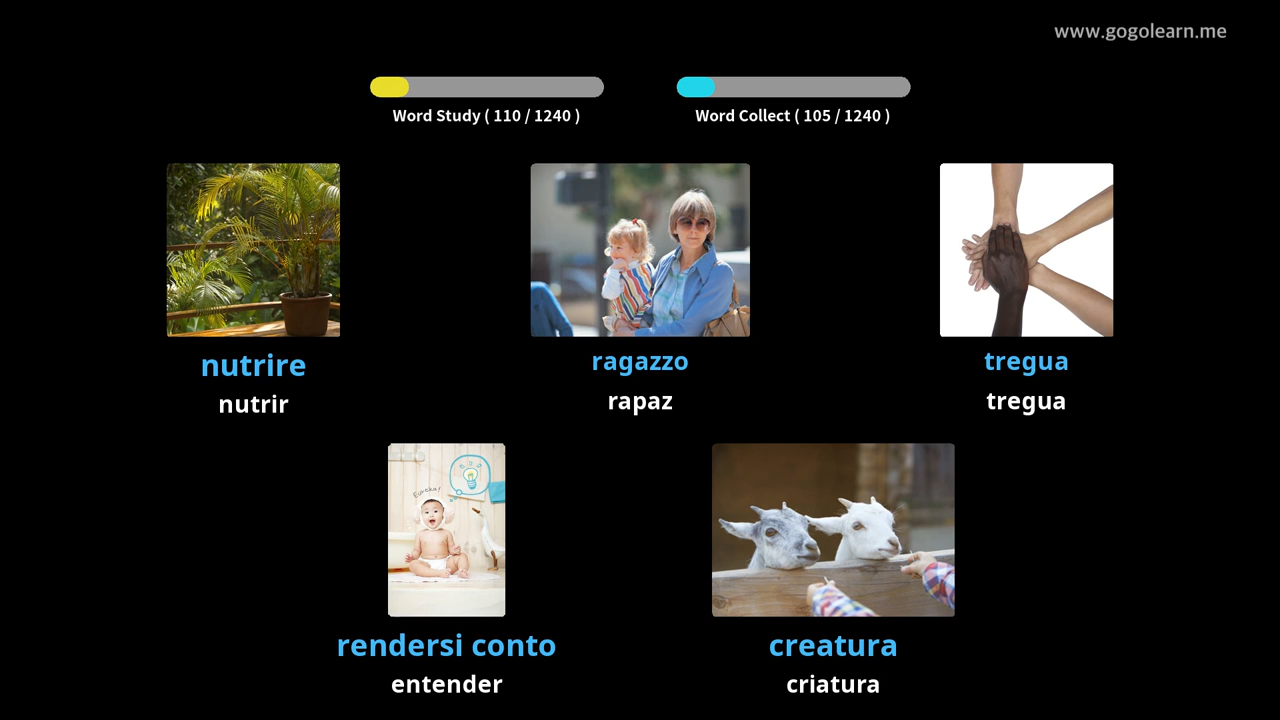 www.gogolearn.me
Word Study ( 110 / 1240 )
Word Collect ( 105 / 1240 )
nutrire
nutrir
ragazzo
rapaz
tregua
tregua
Eureka!
rendersi conto
entender
creatura
criatura